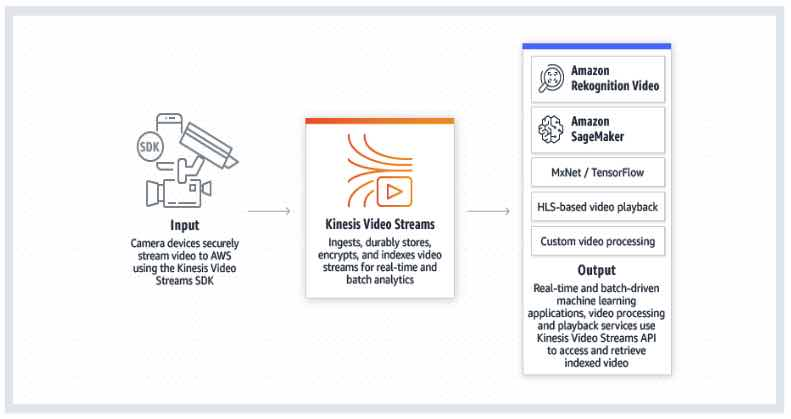 SDK
Input
Camera devices securely
stream video to AWS
using the Kinesis Video
Streams SDK
Kinesis Video Streams
Ingests, durably stores,
encrypts, and indexes video
streams for real-time and
batch analytics
Amazon
Rekognition Video
Amazon
SageMaker
MxNet / TensorFlow
HLS-based video playback
Custom video processing
Output
Real-time and batch-driven
machine learning
applications, video processing
and playback services use
Kinesis Video Streams API
to access and retrieve
indexed video